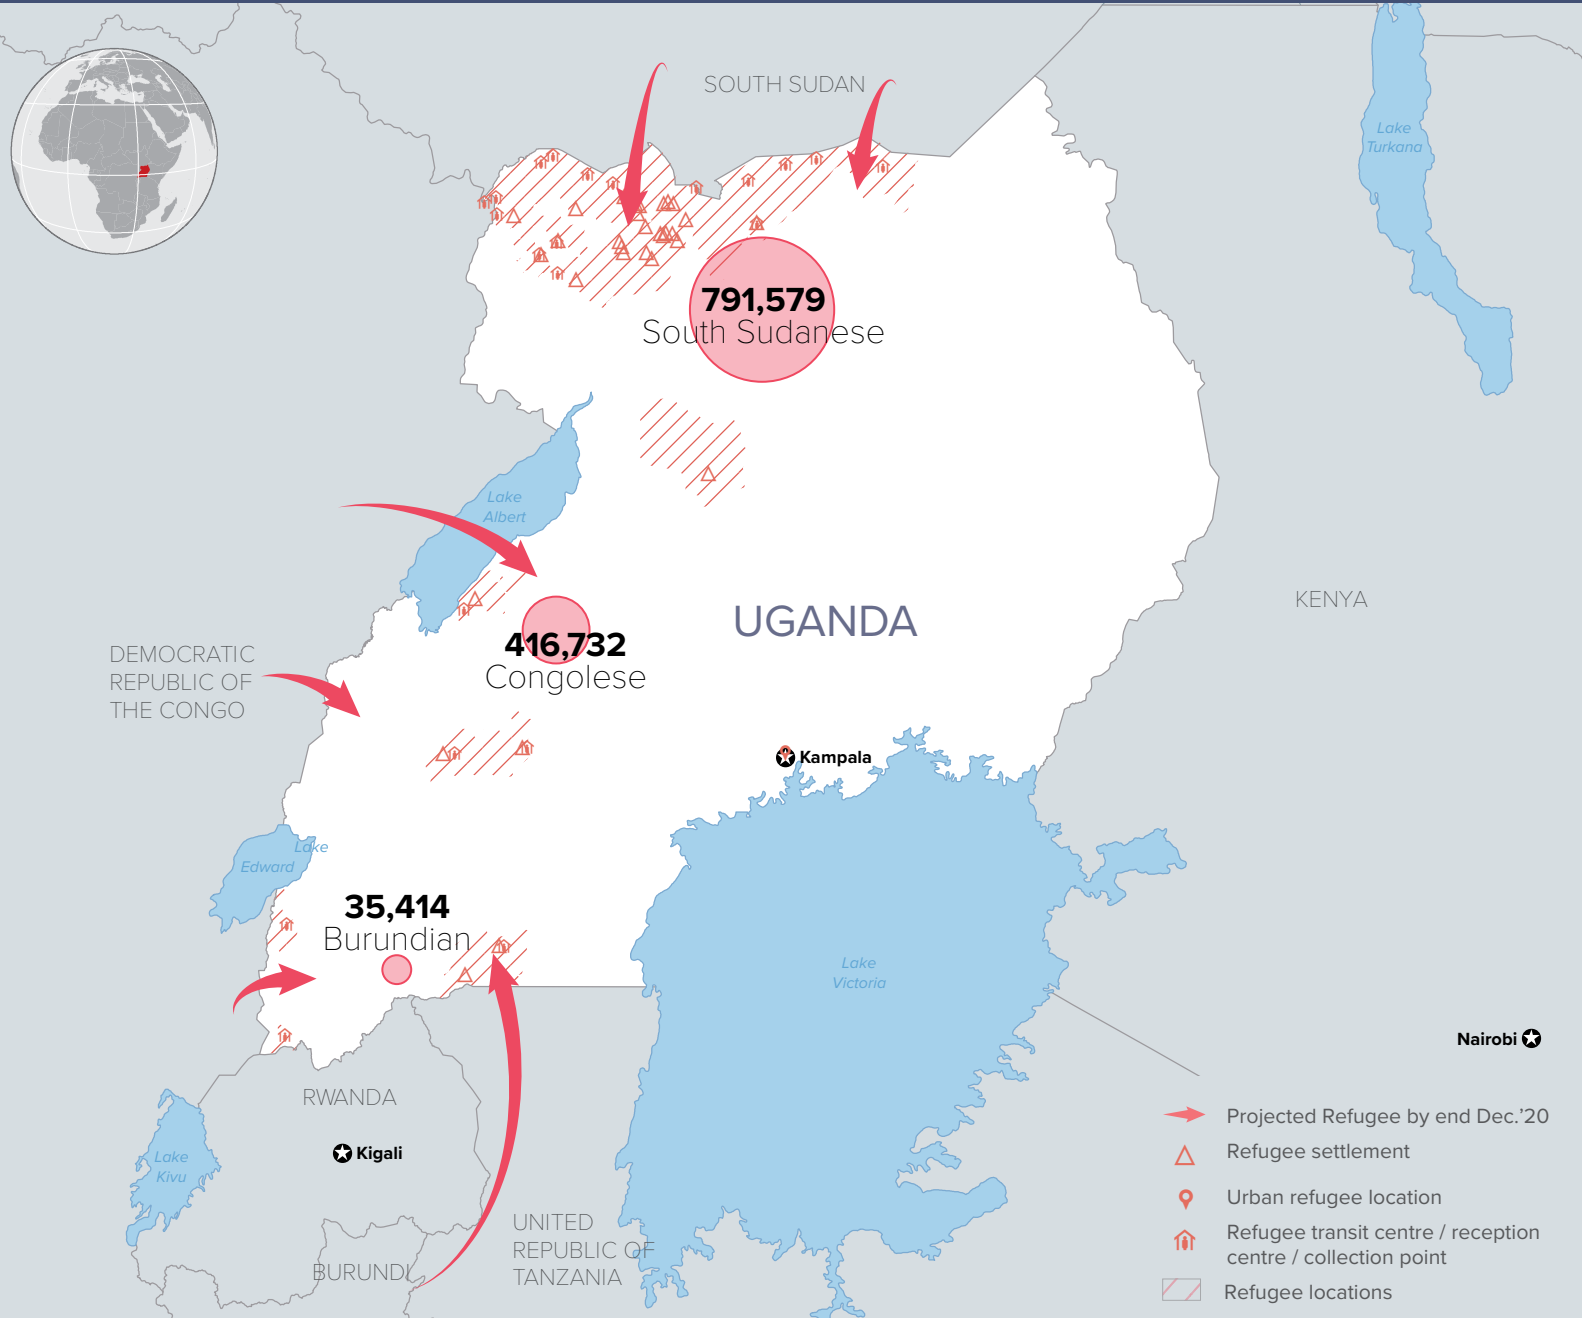 SOUTH SUDAN
Lake
Turkana
791,579
South Sudanese
Lake
Albert
UGANDA
KENYA
416,732
Congolese
DEMOCRATIC
REPUBLIC OF
THE CONGO
Kampala
Lake
Edward
35,414
Burundian
Lake
Victoria
Nairobi
RWANDA
Kigali
Lake
Kivu
UNITED
REPUBLIC OF
TANZANIA
BURUNDI
Projected Refugee by end Dec.’20
Refugee settlement
Urban refugee location
Refugee transit centre / reception
centre / collection point
Refugee locations